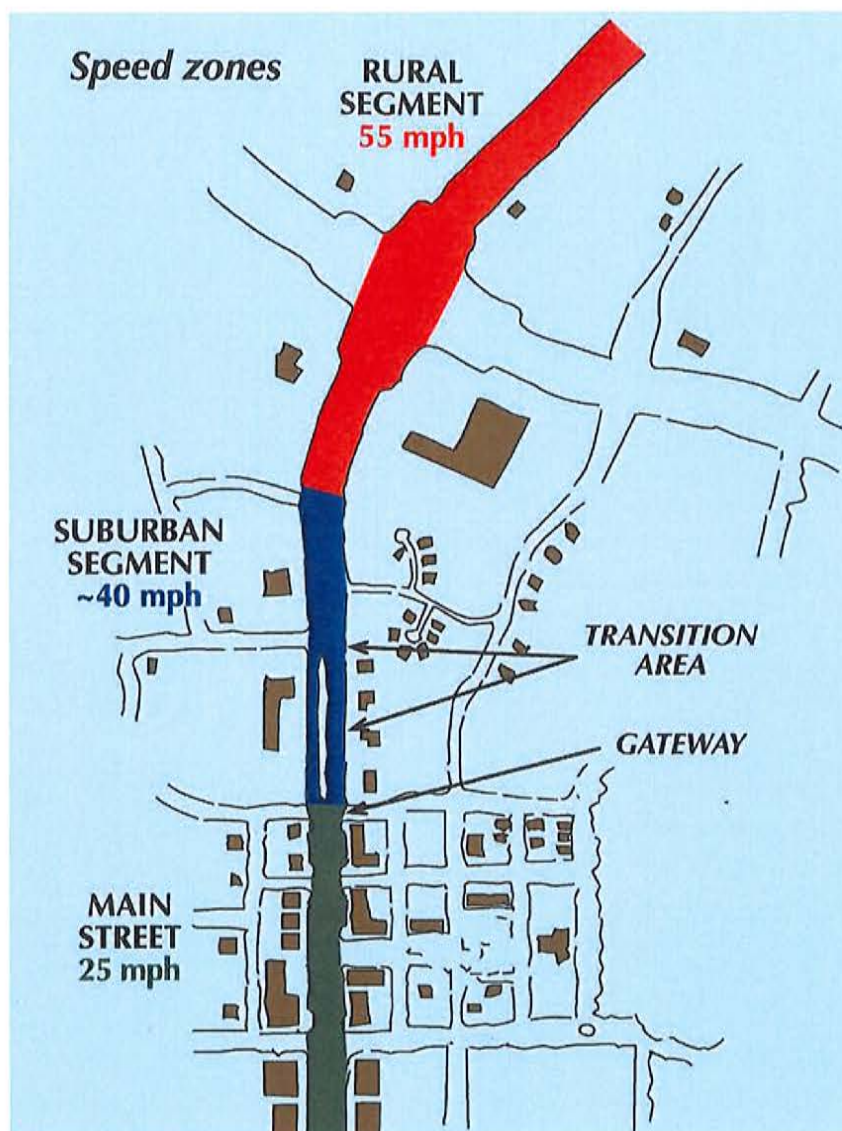 Speed zones
RURAL
SEGMENT
55 mph
SUBURBAN
SEGMENT
~40 mph
TRANSITION
AREA
GATEWAY
MAIN
STREET
25 mph